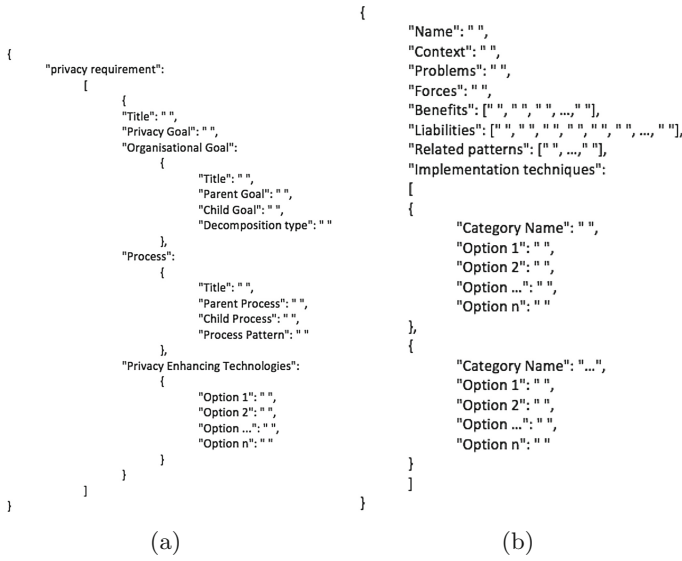 {
"privacy requirement":
[
{
"Title": " ",
"Privacy Goal": " ",
"Organisational Goal":
{
"Title": " ",
"Parent Goal": " ",
"Child Goal": " ",
"Decomposition type": " "
},
"Process":
{
"Title": " ",
"Parent Process": " ",
"Child Process": " ",
"Process Pattern": " "
},
"Privacy Enhancing Technologies":
{
"Option 1": " ",
"Option 2": " ",
"Option ...": " ",
"Option n": " "
}
}
]
}
(a)
{
"Name": " ",
"Context": " ",
"Problems": " ",
"Forces": " ",
"Benefits": [" ", " ", " ", ...," "],
"Liabilities": [" ", " ", " ", " ", " ", " ", ..., " "],
"Related patterns": [" ", ...," "],
"Implementation techniques":
[
{
"Category Name": " ",
"Option 1": " ",
"Option 2": " ",
"Option ...": " ",
"Option n": " "
},
{
"Category Name": "...",
"Option 1": " ",
"Option 2": " ",
"Option ...": " ",
"Option n": " "
}
]
}
(b)